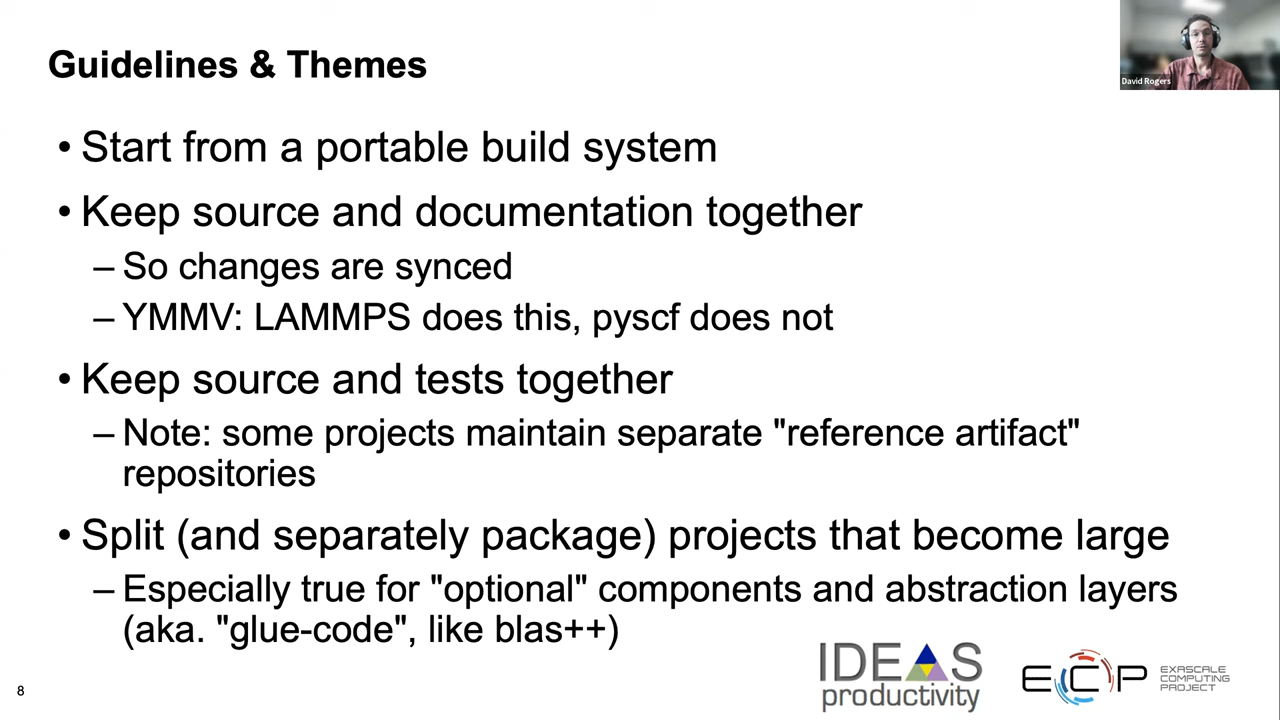 Guidelines & Themes
David Rogers
• Start from a portable build system
• Keep source and documentation together
– So changes are synced
– YMMV: LAMMPS does this, pyscf does not
• Keep source and tests together
– Note: some projects maintain separate "reference artifact"
repositories
• Split (and separately package) projects that become large
– Especially true for "optional" components and abstraction layers
(aka. "glue-code", like blas++)
IDEAS
productivity
ECP
EXASCALE
COMPUTING
PROJECT
8